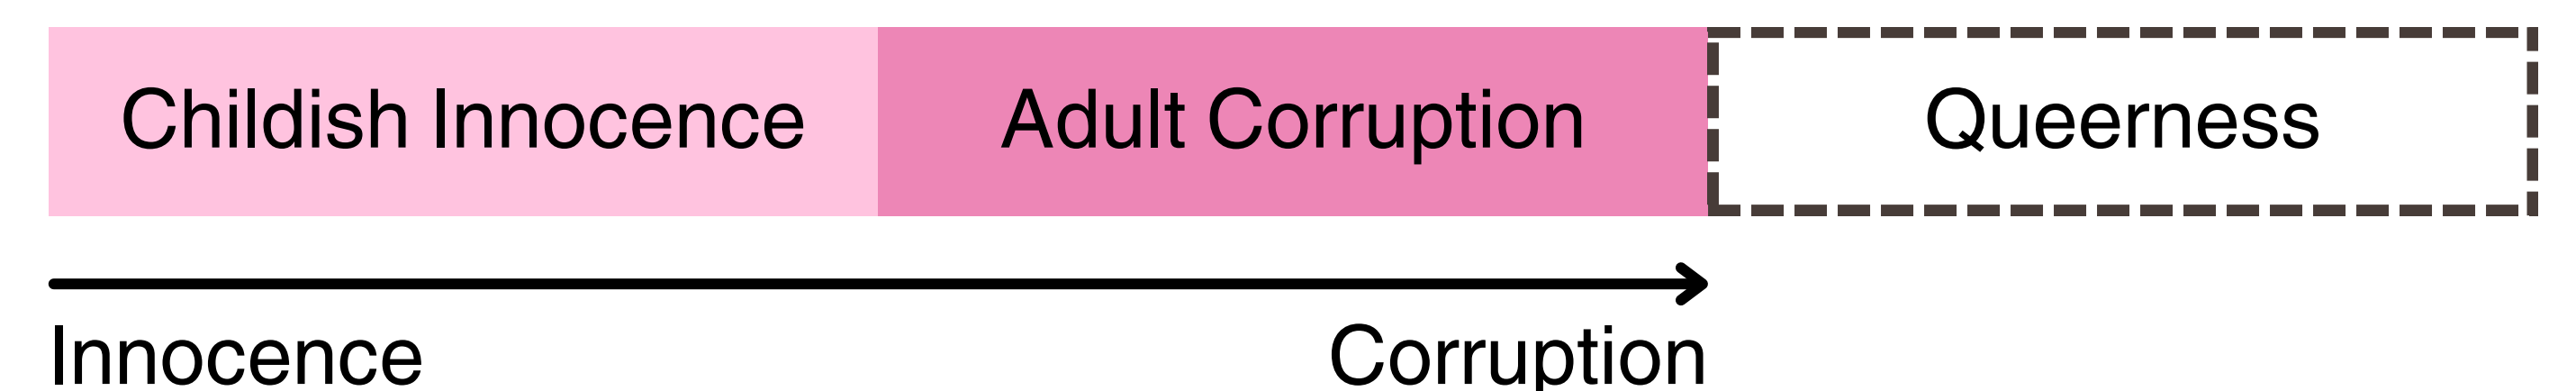 Childish Innocence Adult Corruption Queerness
Innocence Corruption